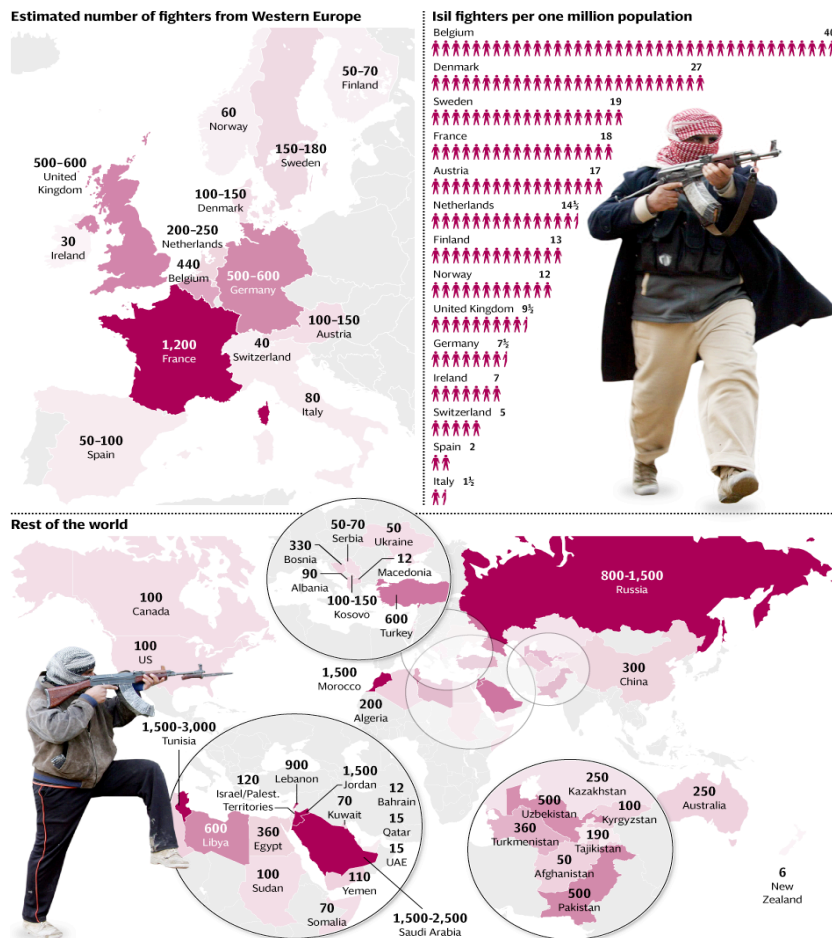 Estimated number of fighters from Western Europe
50–70
Finland
60
Norway
150–180
Sweden
500–600
United
Kingdom
100–150
Denmark
200–250
Netherlands
30
Ireland
440
Belgium
500–600
Germany
100–150
Austria
1,200
France
40
Switzerland
80
Italy
50–100
Spain
Isil fighters per one million population
Belgium 40
Denmark 27
Sweden 19
France 18
Austria 17
Netherlands 14½
Finland 13
Norway 12
United Kingdom 9½
Germany 7½
Ireland 7
Switzerland 5
Spain 2
Italy 1½
Rest of the world
100
Canada
100
US
50-70
Serbia
50
Ukraine
330
Bosnia
12
Macedonia
90
Albania
100-150
Kosovo
600
Turkey
800-1,500
Russia
300
China
1,500
Morocco
200
Algeria
1,500-3,000
Tunisia
900
Lebanon
120
Israel/Palest.
Territories
1,500
Jordan
70
Kuwait
12
Bahrain
15
Qatar
15
UAE
600
Libya
360
Egypt
100
Sudan
110
Yemen
70
Somalia
1,500-2,500
Saudi Arabia
250
Kazakhstan
500
Uzbekistan
100
Kyrgyzstan
360
Turkmenistan
190
Tajikistan
50
Afghanistan
500
Pakistan
250
Australia
6
New
Zealand